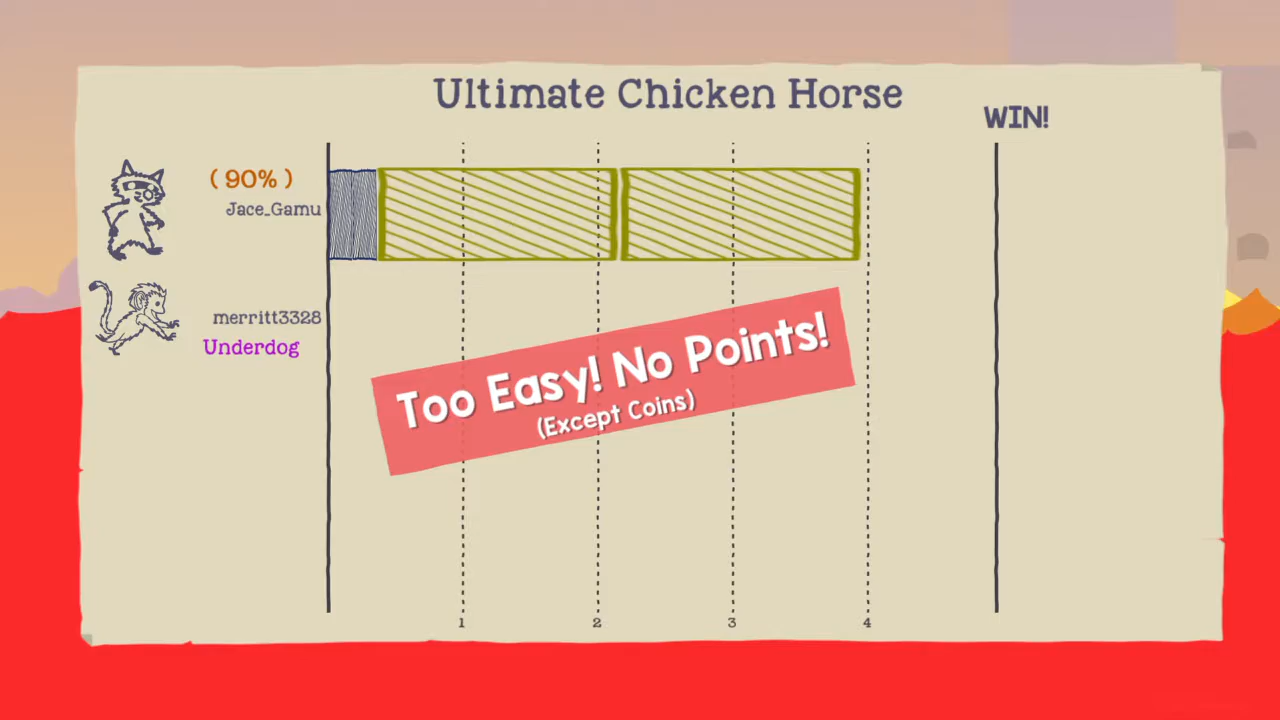 Ultimate Chicken Horse
WIN!
( 90% )
Jace_Gamu
merritt3328
Underdog
Too Easy! No Points!
(Except Coins)
1 2 3 4